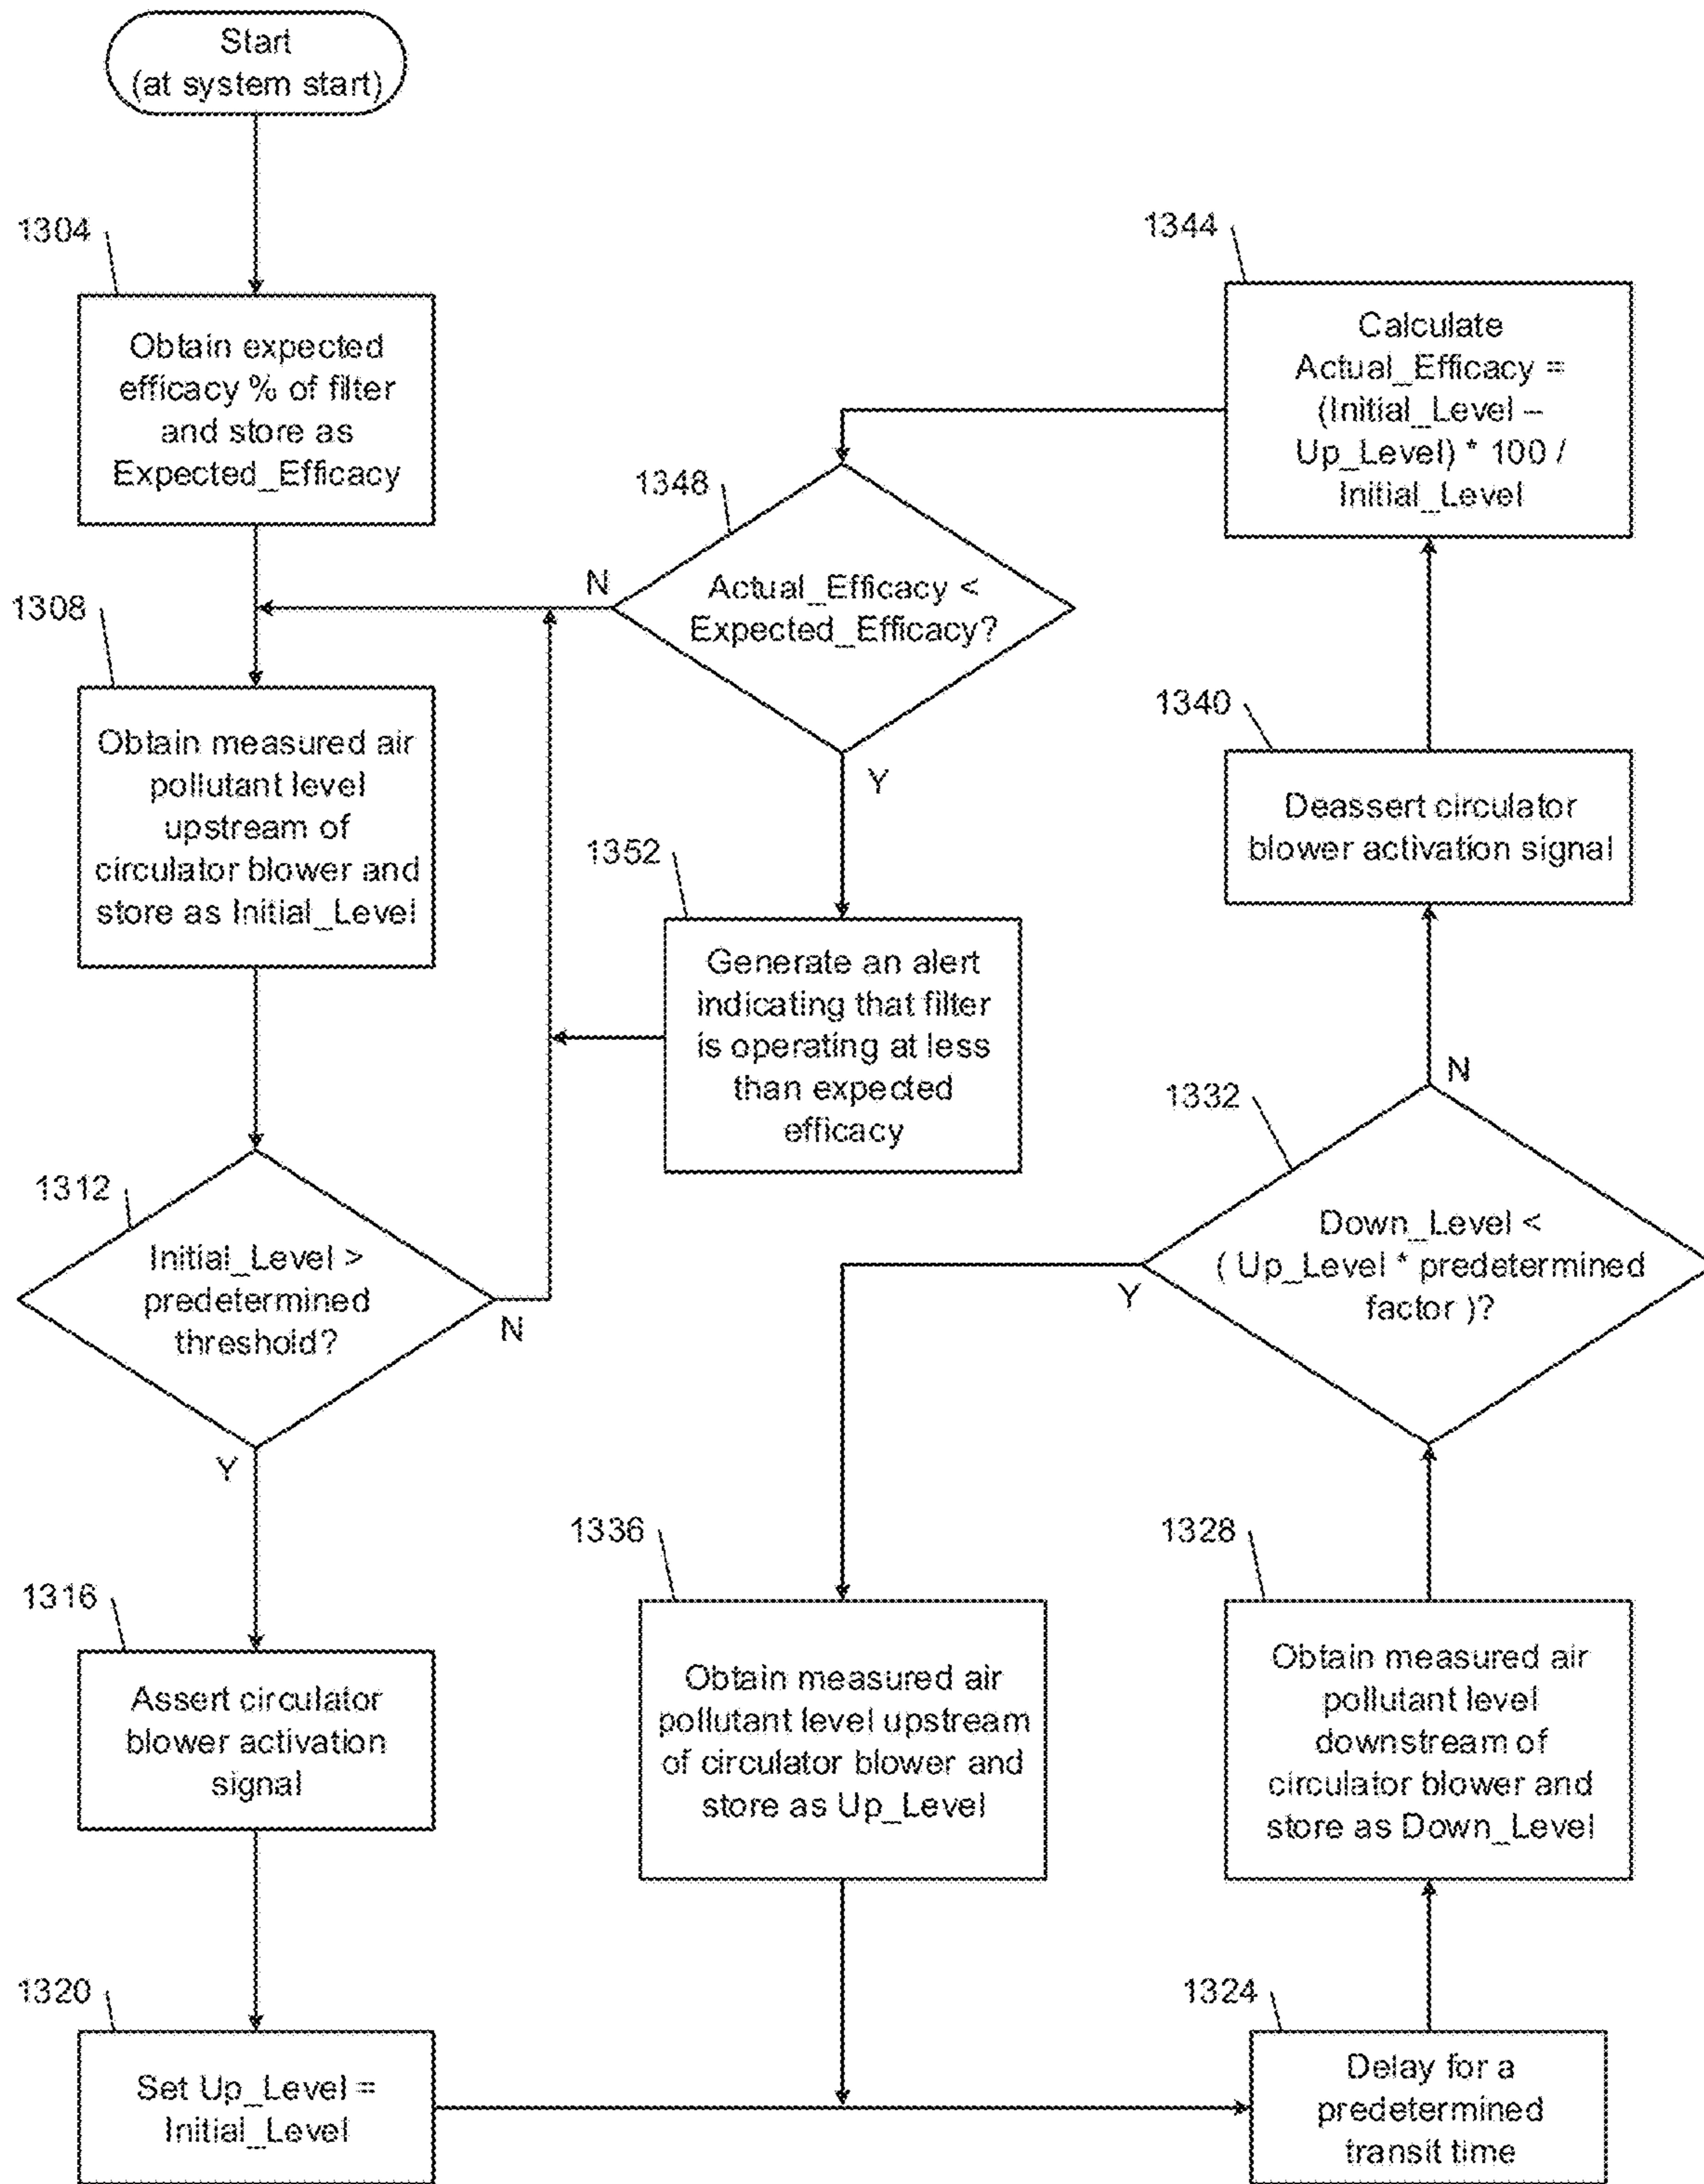 Start
(at system start)
1304
Obtain expected
efficacy % of filter
and store as
Expected_Efficacy
1308
Obtain measured air
pollutant level
upstream of
circulator blower and
store as Initial_Level
1312
Initial_Level >
predetermined
threshold?
N
Y
1316
Assert circulator
blower activation
signal
1320
Set Up_Level =
Initial_Level
1324
Delay for a
predetermined
transit time
1328
Obtain measured air
pollutant level
downstream of
circulator blower and
store as Down_Level
1332
Down_Level <
( Up_Level * predetermined
factor )?
Y
N
1336
Obtain measured air
pollutant level upstream
of circulator blower and
store as Up_Level
1340
Deassert circulator
blower activation signal
1344
Calculate
Actual_Efficacy =
(Initial_Level –
Up_Level) * 100 /
Initial_Level
1348
Actual_Efficacy <
Expected_Efficacy?
N
Y
1352
Generate an alert
indicating that filter
is operating at less
than expected
efficacy